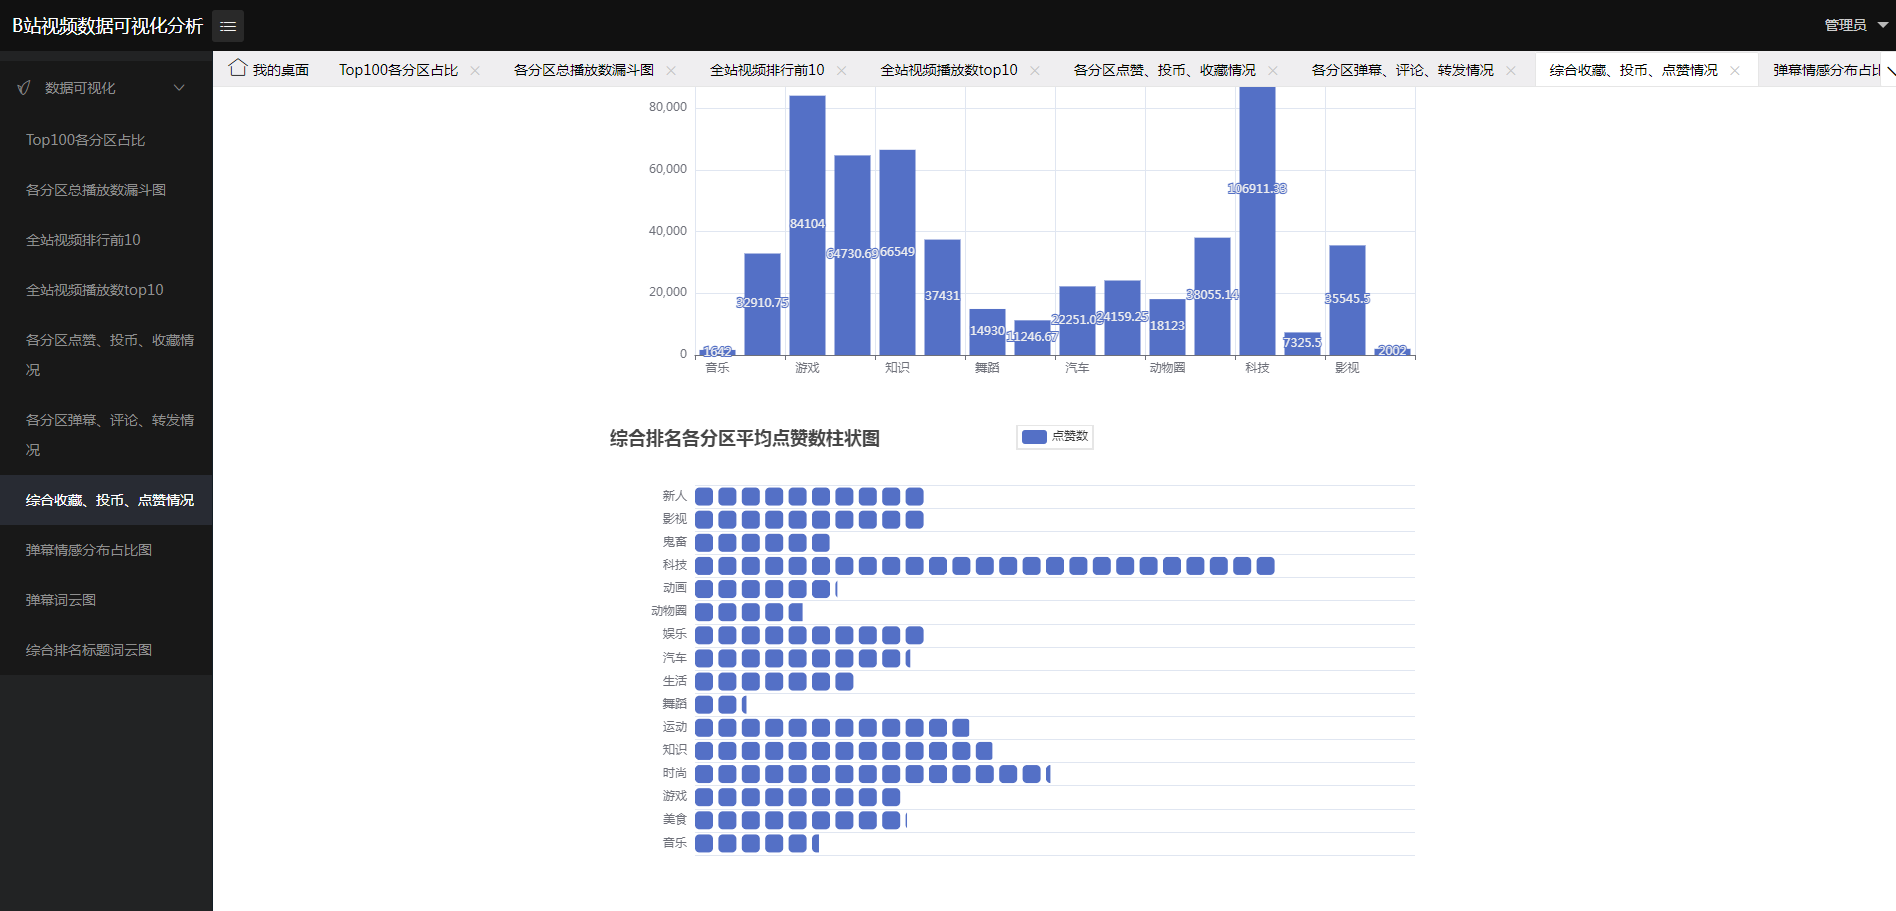 B站视频数据可视化分析
管理员
数据可视化
Top100各分区占比
各分区总播放数漏斗图
全站视频排行前10
全站视频播放数top10
各分区点赞、投币、收藏情
况
各分区弹幕、评论、转发情
况
综合收藏、投币、点赞情况
弹幕情感分布占比图
弹幕词云图
综合排名标题词云图
我的桌面 Top100各分区占比 各分区总播放数漏斗图 全站视频排行前10 全站视频播放数top10 各分区点赞、投币、收藏情况 各分区弹幕、评论、转发情况 综合收藏、投币、点赞情况 弹幕情感分布占比
80,000
60,000
40,000
20,000
0
1642 32910.75 84104 64730.69 66549 37431 14930 11246.67 22251.0 24159.25 18123 38055.14 106911.33 7325.5 35545.5 2002
音乐 游戏 知识 舞蹈 汽车 动物圈 科技 影视
综合排名各分区平均点赞数柱状图
点赞数
新人
影视
鬼畜
科技
动画
动物圈
娱乐
汽车
生活
舞蹈
运动
知识
时尚
游戏
美食
音乐